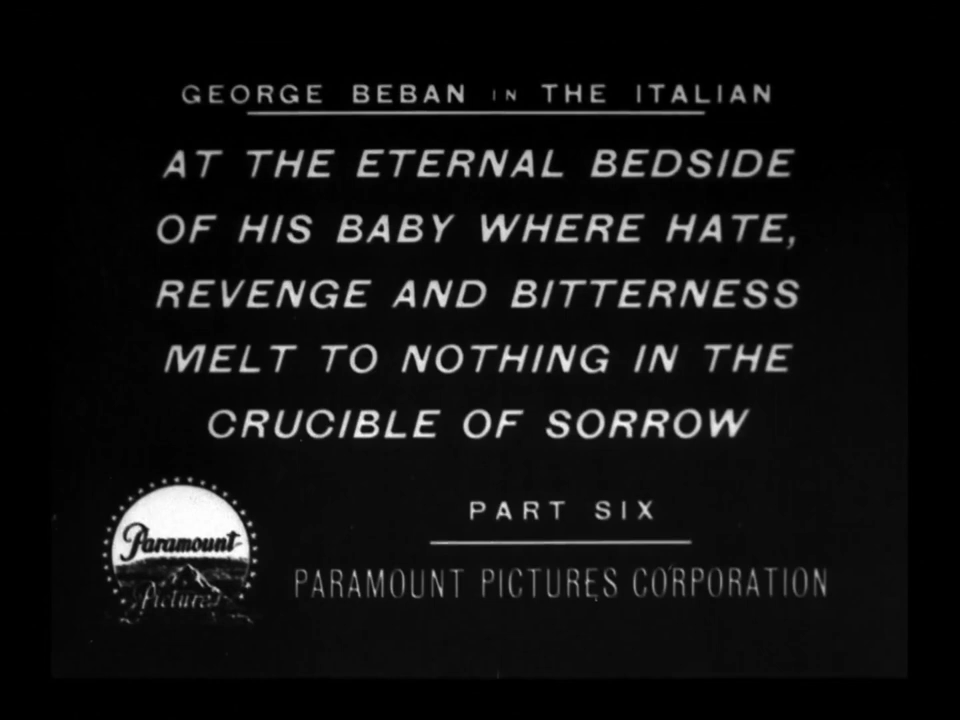 GEORGE BEBAN IN THE ITALIAN
AT THE ETERNAL BEDSIDE
OF HIS BABY WHERE HATE,
REVENGE AND BITTERNESS
MELT TO NOTHING IN THE
CRUCIBLE OF SORROW
PART SIX
Paramount
Pictures
PARAMOUNT PICTURES CORPORATION